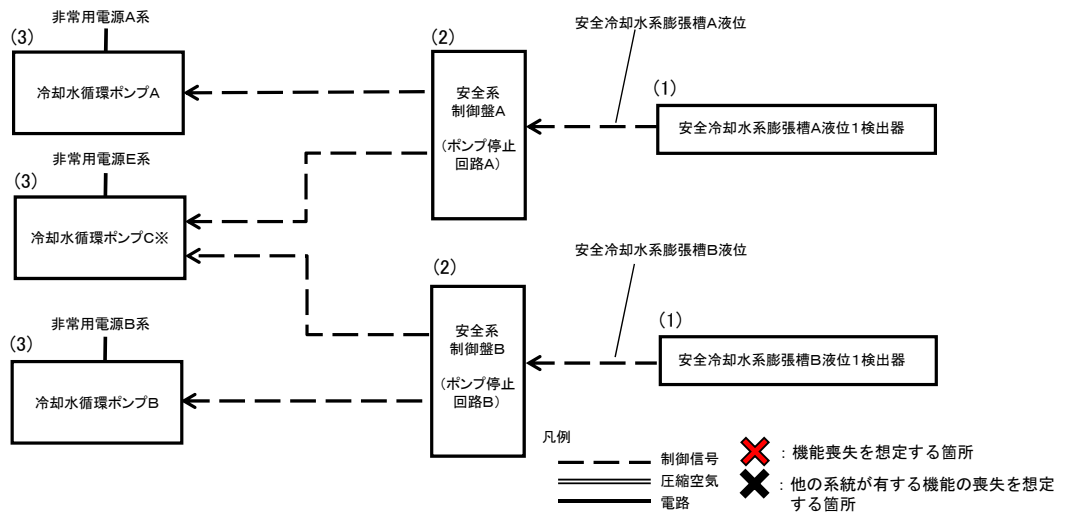 非常用電源A系
(3)
冷却水循環ポンプA
非常用電源E系
(3)
冷却水循環ポンプC※
非常用電源B系
(3)
冷却水循環ポンプB
(2)
安全系
制御盤A
(ポンプ停止
回路A)
(2)
安全系
制御盤B
(ポンプ停止
回路B)
安全冷却水系膨張槽A液位
(1)
安全冷却水系膨張槽A液位1検出器
安全冷却水系膨張槽B液位
(1)
安全冷却水系膨張槽B液位1検出器
凡例
制御信号
圧縮空気
電路
:機能喪失を想定する箇所
:他の系統が有する機能の喪失を想定
する箇所